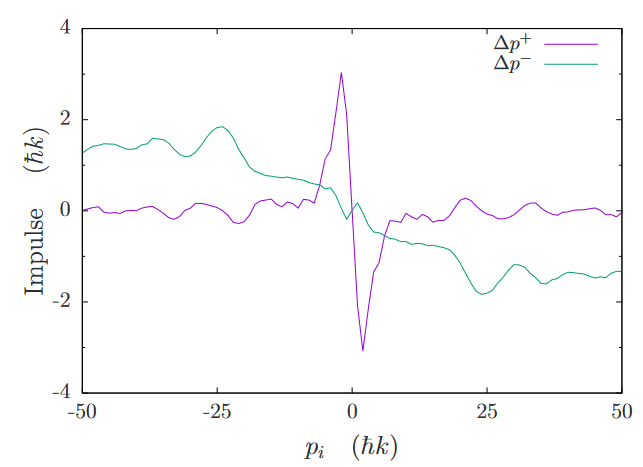 4
2
0
-2
-4
-50
-25
0
25
50
Impulse (ℏk)
p_i (ℏk)
Δp⁺
Δp⁻